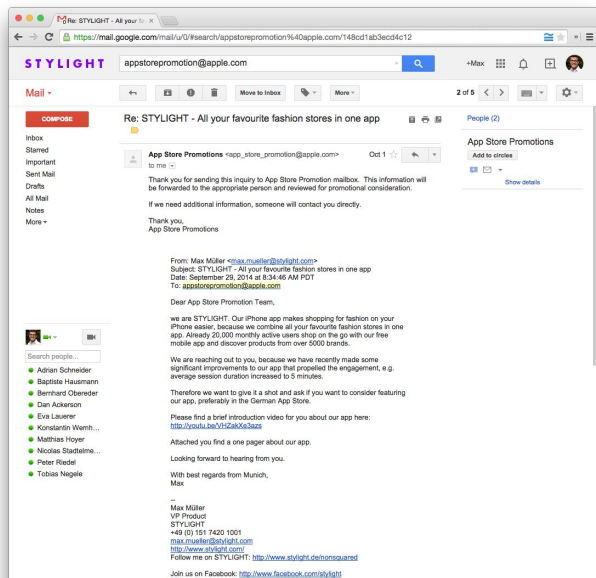 Re: STYLIGHT - All your fa
https://mail.google.com/mail/u/0/#search/appstorepromotion%40apple.com/148cd1ab3ecd4c12
STYLIGHT
appstorepromotion@apple.com
+Max
Mail
Move to Inbox
More
2 of 5
COMPOSE
Inbox
Starred
Important
Sent Mail
Drafts
All Mail
Notes
More
Re: STYLIGHT - All your favourite fashion stores in one app
People (2)
App Store Promotions
Add to circles
Show details
App Store Promotions <app_store_promotion@apple.com>
Oct 1
to me
Thank you for sending this inquiry to App Store Promotion mailbox. This information will
be forwarded to the appropriate person and reviewed for promotional consideration.
If we need additional information, someone will contact you directly.
Thank you,
App Store Promotions
From: Max Müller <max.mueller@stylight.com>
Subject: STYLIGHT - All your favourite fashion stores in one app
Date: September 29, 2014 at 8:34:46 AM PDT
To: appstorepromotion@apple.com
Dear App Store Promotion Team,
we are STYLIGHT. Our iPhone app makes shopping for fashion on your
iPhone easier, because we combine all your favourite fashion stores in one
app. Already 20,000 monthly active users shop on the go with our free
mobile app and discover products from over 5000 brands.
We are reaching out to you, because we have recently made some
significant improvements to our app that propelled the engagement, e.g.
average session duration increased to 5 minutes.
Therefore we want to give it a shot and ask if you want to consider featuring
our app, preferably in the German App Store.
Please find a brief introduction video for you about our app here:
http://youtu.be/VHZakXe3azs
Attached you find a one pager about our app.
Looking forward to hearing from you.
With best regards from Munich,
Max
--
Max Müller
VP Product
STYLIGHT
+49 (0) 151 7420 1001
max.mueller@stylight.com
http://www.stylight.com/
Follow me on STYLIGHT: http://www.stylight.de/nonsquared
Join us on Facebook: http://www.facebook.com/stylight
Search people...
Adrian Schneider
Baptiste Hausmann
Bernhard Obereder
Dan Ackerson
Eva Lauerer
Konstantin Wemh...
Matthias Hoyer
Nicolas Stadtelme...
Peter Riedel
Tobias Negele